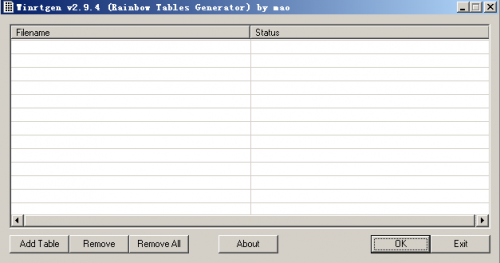 Winrtgen v2.9.4 (Rainbow Tables Generator) by mao
Filename Status
Add Table Remove Remove All About OK Exit